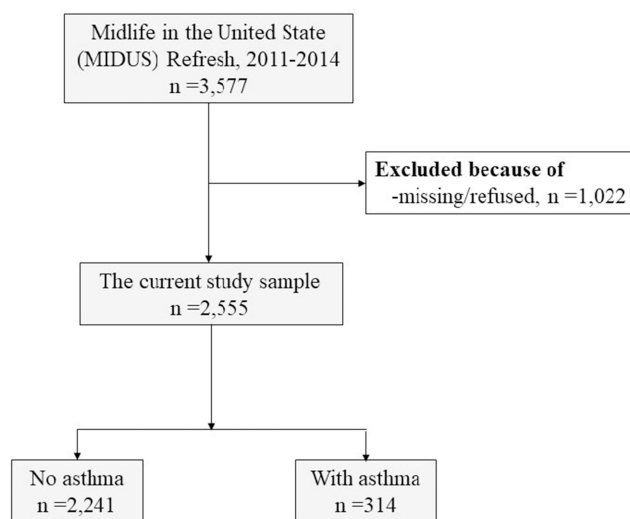 Midlife in the United State
(MIDUS) Refresh, 2011-2014
n =3,577
Excluded because of
-missing/refused, n =1,022
The current study sample
n =2,555
No asthma
n =2,241
With asthma
n =314